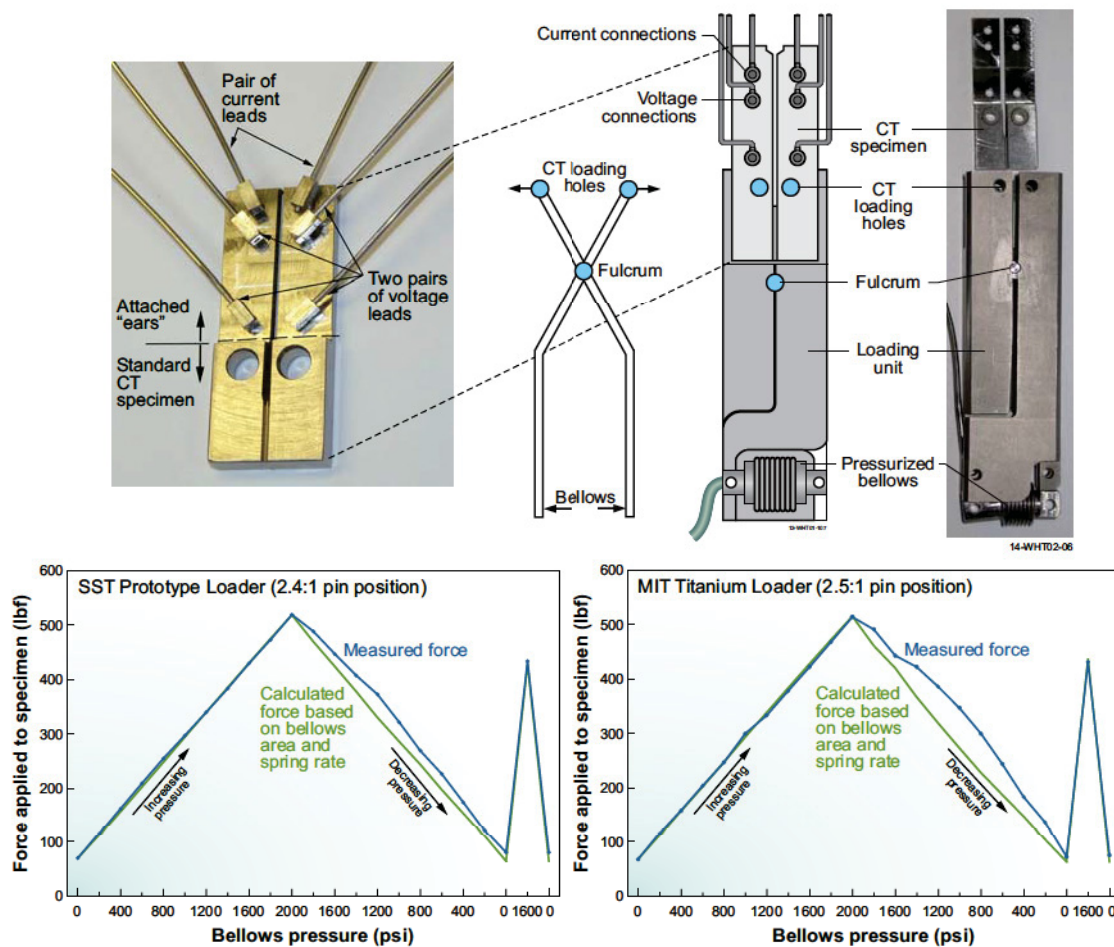 Pair of
current
leads
Two pairs
of voltage
leads
Attached
“ears”
Standard
CT
specimen
CT loading
holes
Fulcrum
Bellows
Current connections
Voltage
connections
CT
specimen
CT
loading
holes
Fulcrum
Loading
unit
Pressurized
bellows
14-WHT02-06
SST Prototype Loader (2.4:1 pin position)
Force applied to specimen (lbf)
600
500
400
300
200
100
0
Measured force
Calculated
force based
on bellows
area and
spring rate
Increasing
pressure
Decreasing
pressure
0 400 800 1200 1600 2000 1600 1200 800 400 0 1600 0
Bellows pressure (psi)
MIT Titanium Loader (2.5:1 pin position)
Force applied to specimen (lbf)
600
500
400
300
200
100
0
Measured force
Calculated
force based
on bellows
area and
spring rate
Increasing
pressure
Decreasing
pressure
0 400 800 1200 1600 2000 1600 1200 800 400 0 1600 0
Bellows pressure (psi)